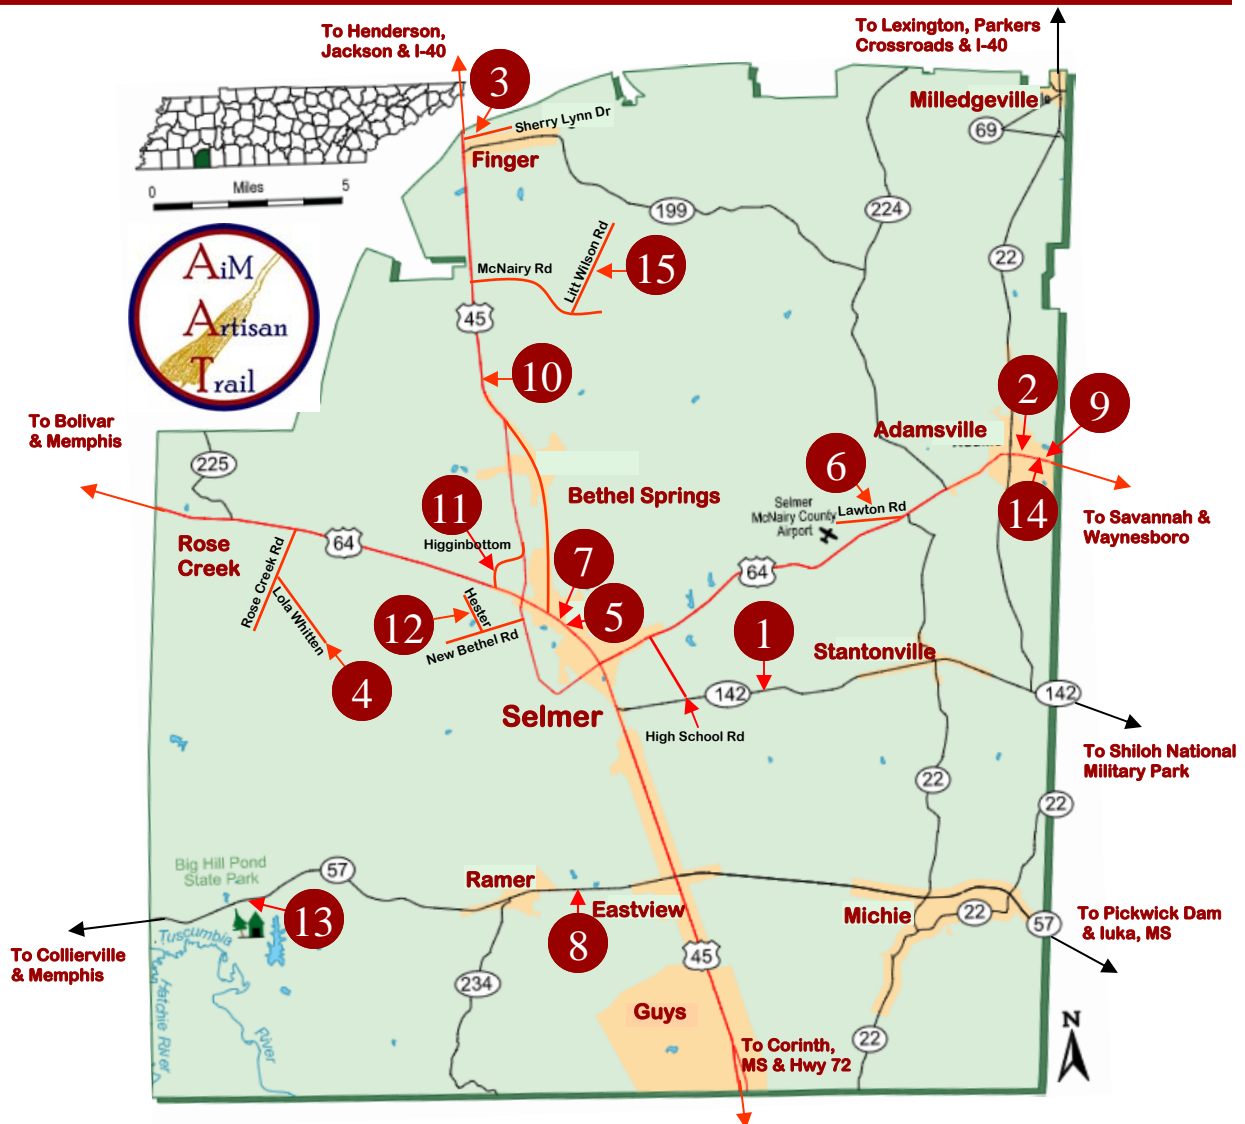 To Henderson,
Jackson & I-40
To Lexington, Parkers
Crossroads & I-40
3
Sherry Lynn Dr
Finger
Milledgeville
69
0
Miles
5
199
224
AiM
Artisan
Trail
McNairy Rd
Litt Wilson Rd
15
22
45
10
2
9
To Bolivar
& Memphis
Adamsville
225
6
Bethel Springs
11
Selmer
McNairy County
Airport
Lawton Rd
14
To Savannah &
Waynesboro
Rose
Creek
64
Higginbottom
7
64
Rose Creek Rd
Lola Whitten
Hester
12
New Bethel Rd
5
1
Stantonville
4
142
142
Selmer
High School Rd
To Shiloh National
Military Park
22
22
Big Hill Pond
State Park
57
Ramer
Eastview
13
8
Michie
22
57
To Pickwick Dam
& Iuka, MS
To Collierville
& Memphis
Tuscumbia
River
Hatchie River
234
45
Guys
To Corinth,
MS & Hwy 72
22
N